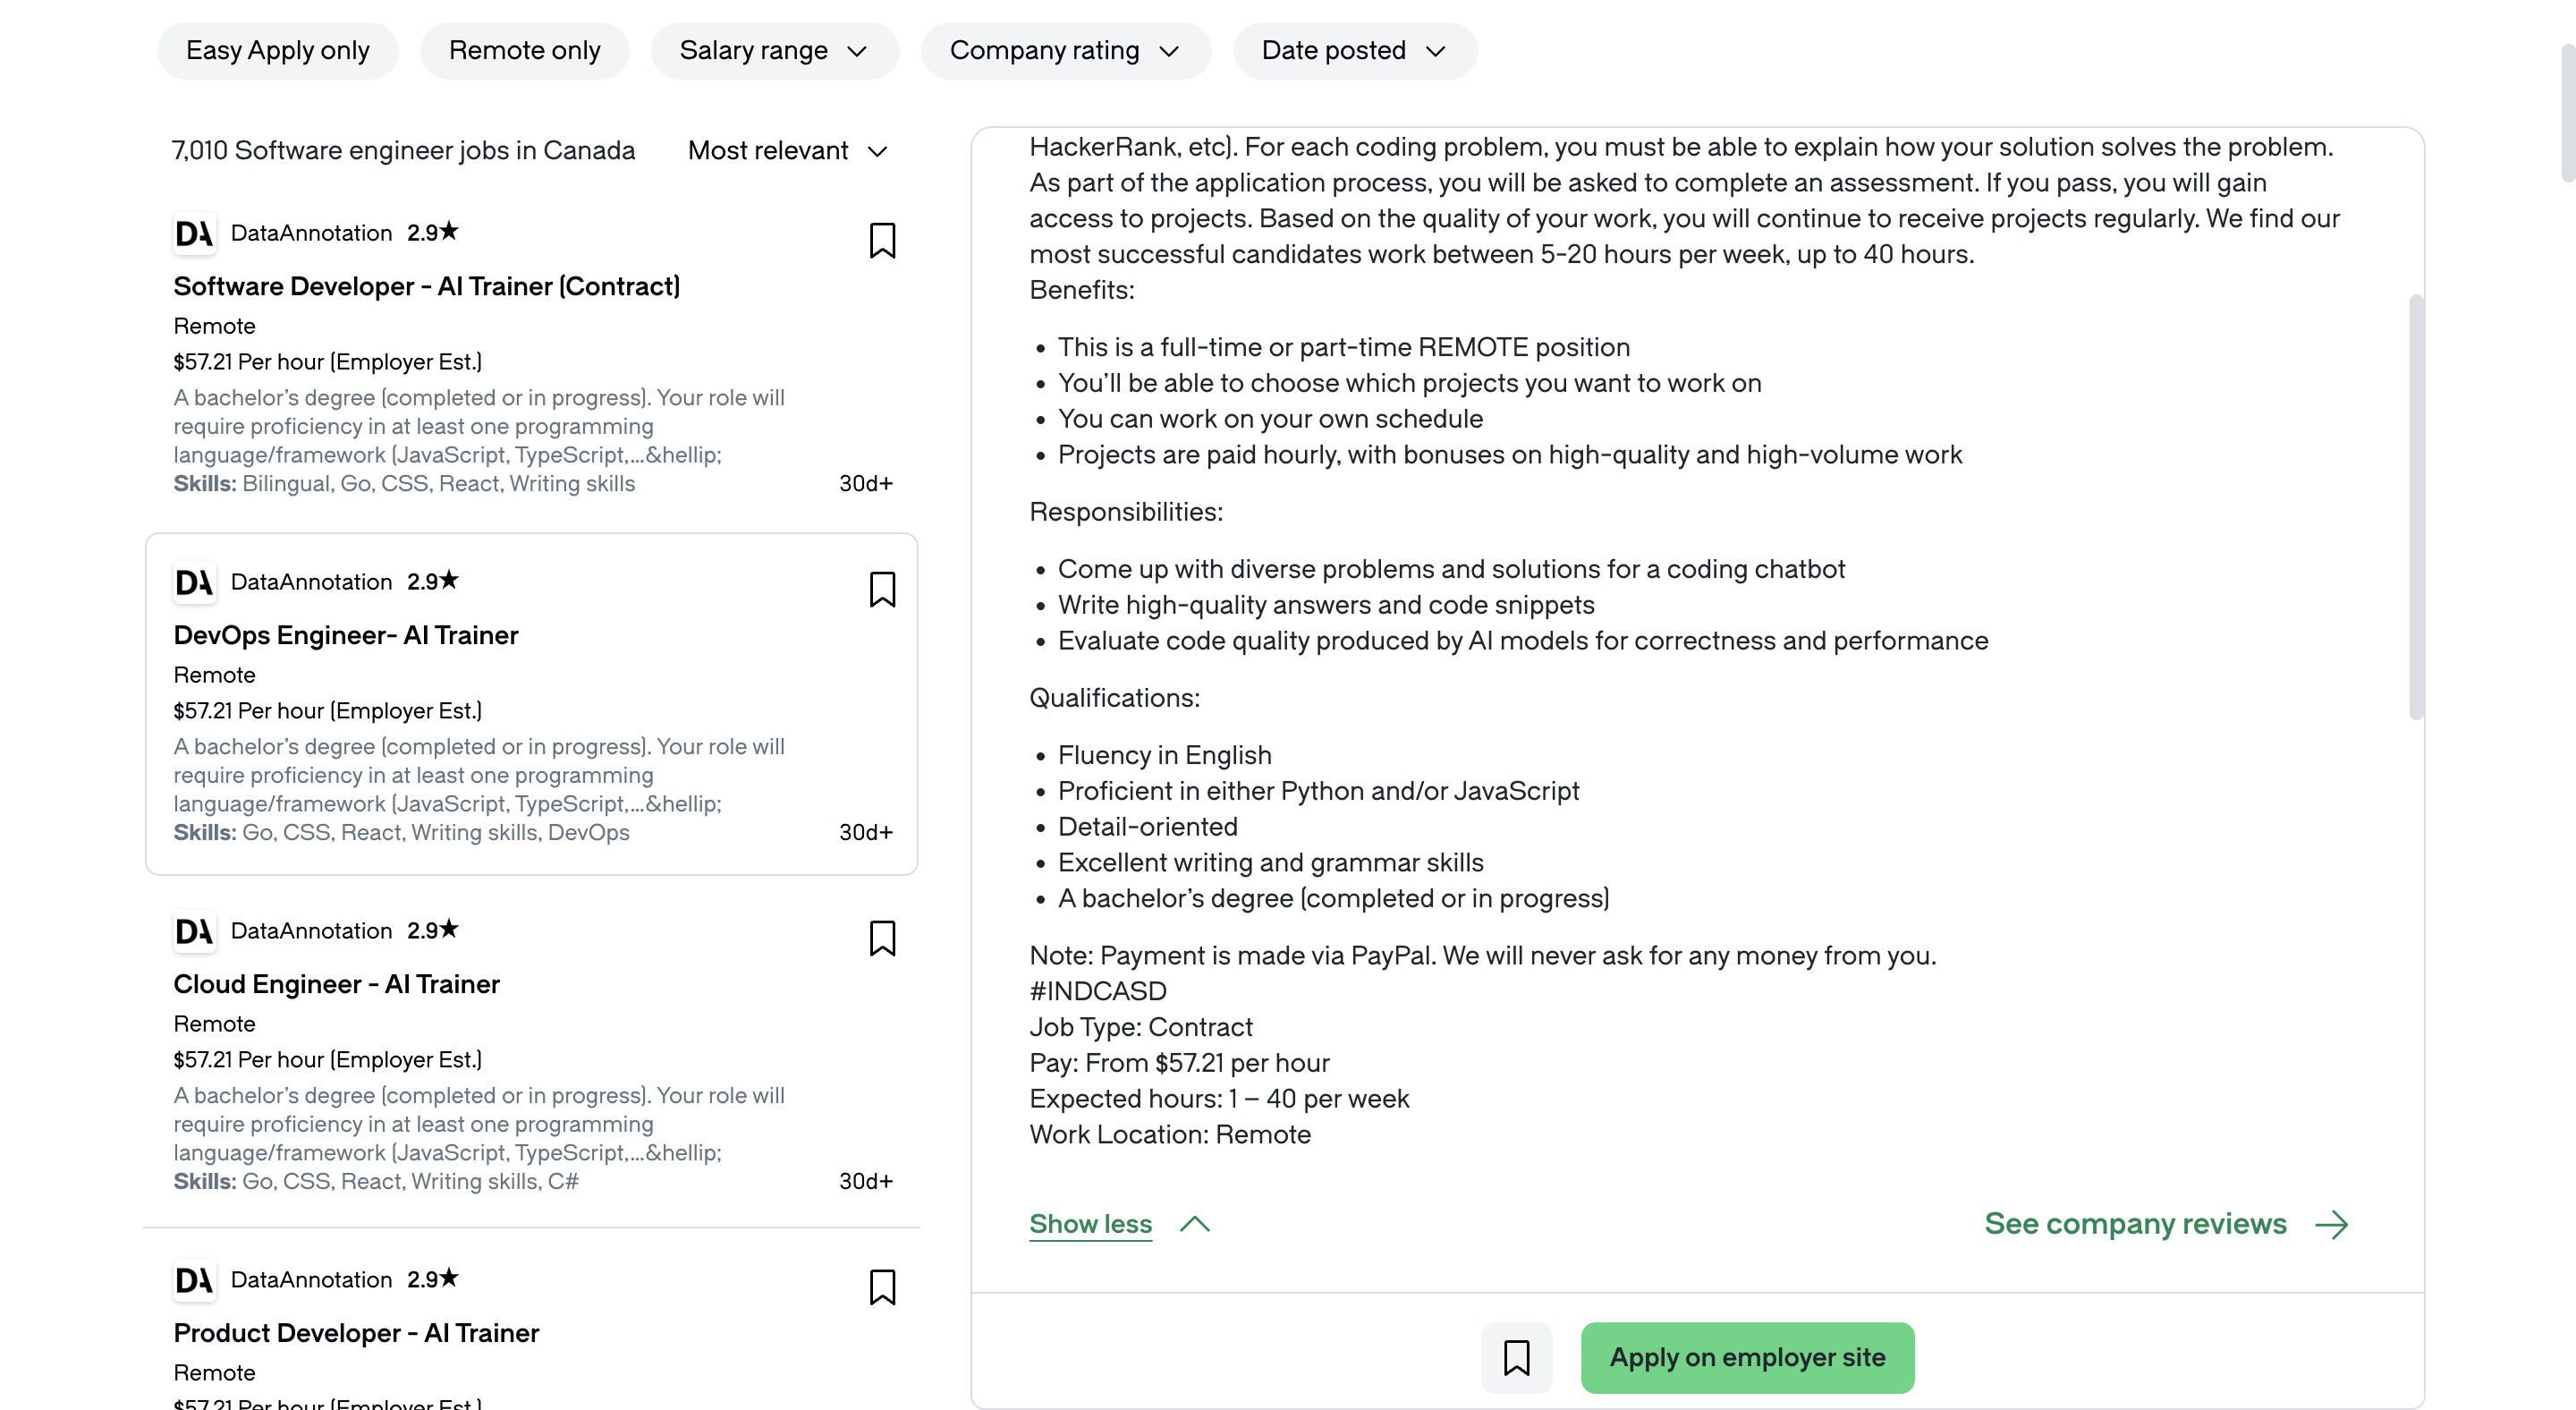 Easy Apply only
Remote only
Salary range
Company rating
Date posted
7,010 Software engineer jobs in Canada
Most relevant
DA DataAnnotation 2.9★
Software Developer - AI Trainer (Contract)
Remote
$57.21 Per hour (Employer Est.)
A bachelor’s degree (completed or in progress). Your role will
require proficiency in at least one programming
language/framework (JavaScript, TypeScript,…&hellip;
Skills: Bilingual, Go, CSS, React, Writing skills
30d+
DA DataAnnotation 2.9★
DevOps Engineer- AI Trainer
Remote
$57.21 Per hour (Employer Est.)
A bachelor’s degree (completed or in progress). Your role will
require proficiency in at least one programming
language/framework (JavaScript, TypeScript,…&hellip;
Skills: Go, CSS, React, Writing skills, DevOps
30d+
DA DataAnnotation 2.9★
Cloud Engineer - AI Trainer
Remote
$57.21 Per hour (Employer Est.)
A bachelor’s degree (completed or in progress). Your role will
require proficiency in at least one programming
language/framework (JavaScript, TypeScript,…&hellip;
Skills: Go, CSS, React, Writing skills, C#
30d+
DA DataAnnotation 2.9★
Product Developer - AI Trainer
Remote
$57.21 Per hour (Employer Est.)
HackerRank, etc). For each coding problem, you must be able to explain how your solution solves the problem.
As part of the application process, you will be asked to complete an assessment. If you pass, you will gain
access to projects. Based on the quality of your work, you will continue to receive projects regularly. We find our
most successful candidates work between 5-20 hours per week, up to 40 hours.
Benefits:
• This is a full-time or part-time REMOTE position
• You’ll be able to choose which projects you want to work on
• You can work on your own schedule
• Projects are paid hourly, with bonuses on high-quality and high-volume work
Responsibilities:
• Come up with diverse problems and solutions for a coding chatbot
• Write high-quality answers and code snippets
• Evaluate code quality produced by AI models for correctness and performance
Qualifications:
• Fluency in English
• Proficient in either Python and/or JavaScript
• Detail-oriented
• Excellent writing and grammar skills
• A bachelor’s degree (completed or in progress)
Note: Payment is made via PayPal. We will never ask for any money from you.
#INDCASD
Job Type: Contract
Pay: From $57.21 per hour
Expected hours: 1 – 40 per week
Work Location: Remote
Show less
See company reviews
Apply on employer site